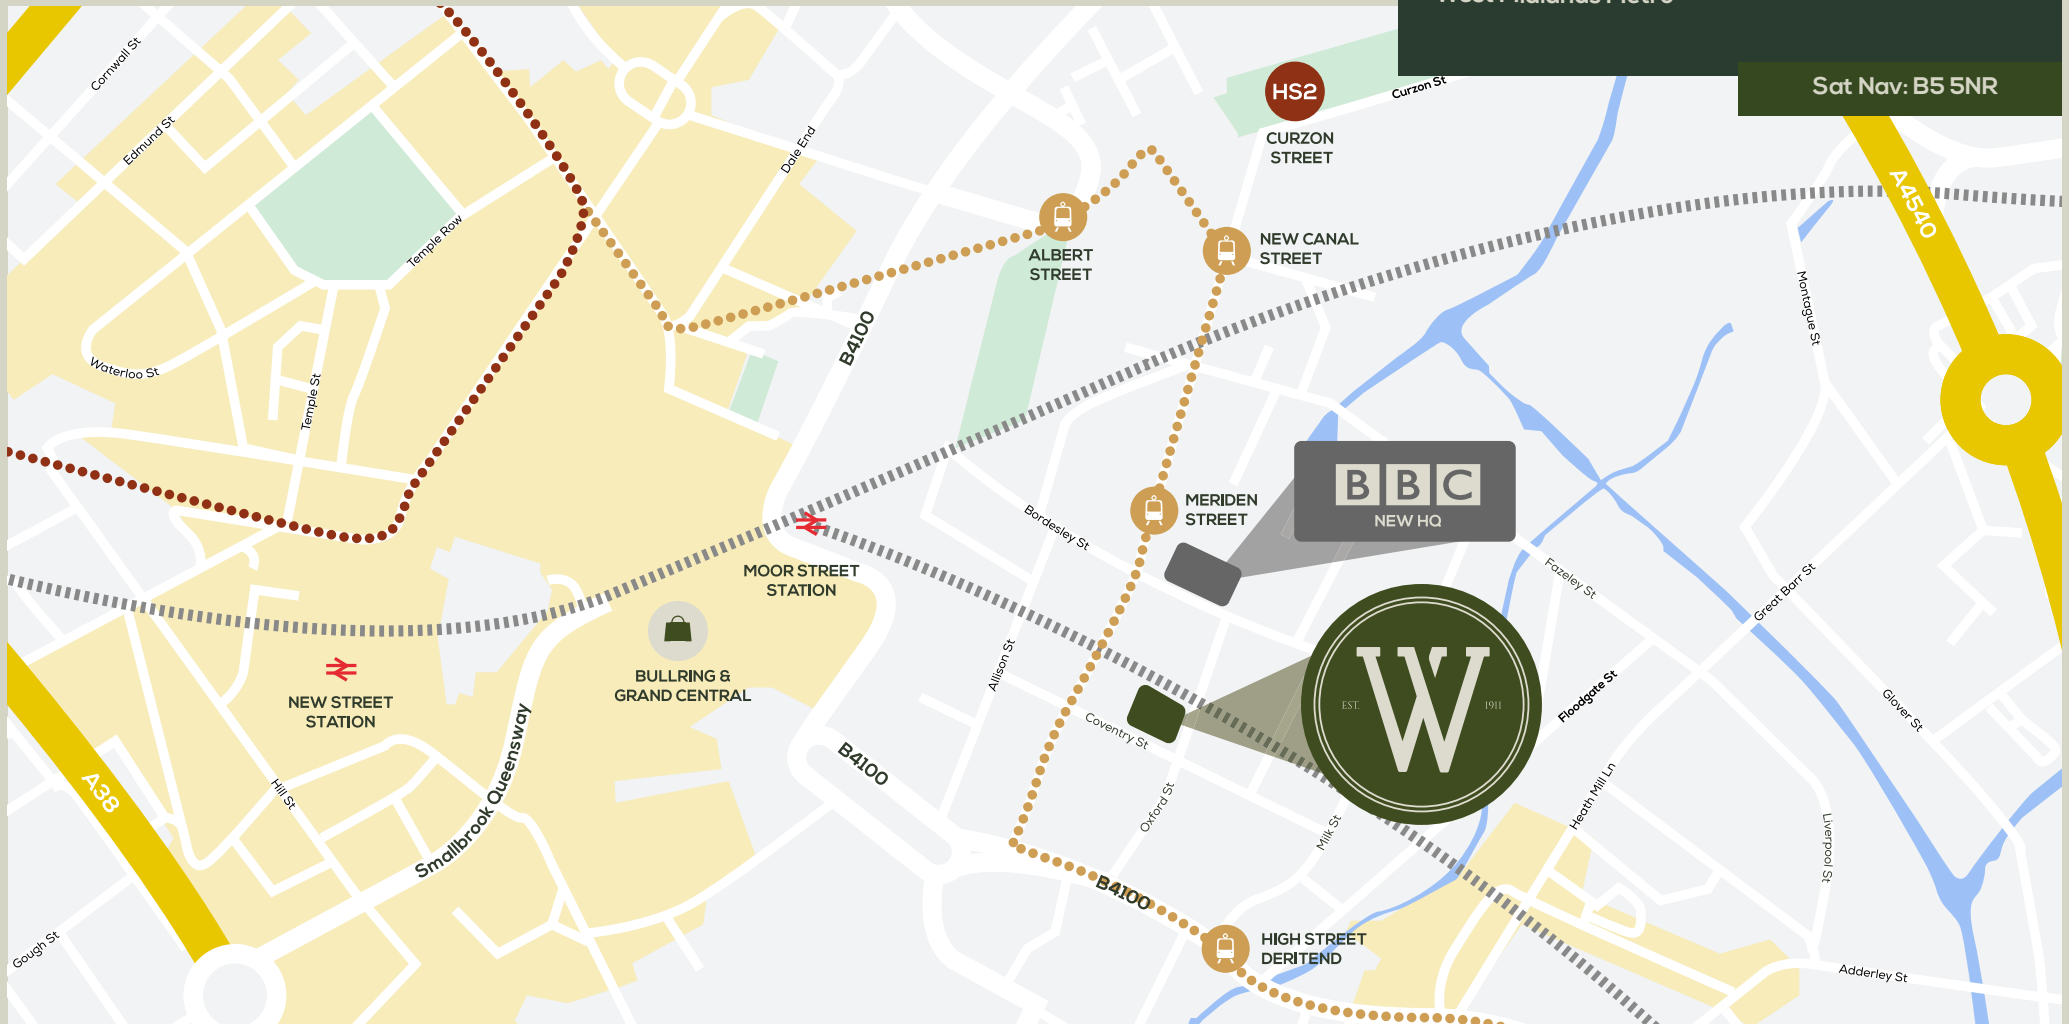 West Midlands Metro
Sat Nav: B5 5NR
Cornwall St
Edmund St
Dale End
HS2
CURZON
STREET
Curzon St
A4540
Temple Row
ALBERT
STREET
NEW CANAL
STREET
Montague St
B4100
Waterloo St
Temple St
MERIDEN
STREET
BBC
NEW HQ
Bordesley St
MOOR STREET
STATION
Fazeley St
Great Barr St
BULLRING &
GRAND CENTRAL
NEW STREET
STATION
Allison St
Coventry St
EST.
W
1911
Floodgate St
Glover St
A38
Hill St
Smallbrook Queensway
B4100
Oxford St
Milk St
Heath Mill Ln
Liverpool St
B4100
Gough St
HIGH STREET
DERITEND
Adderley St